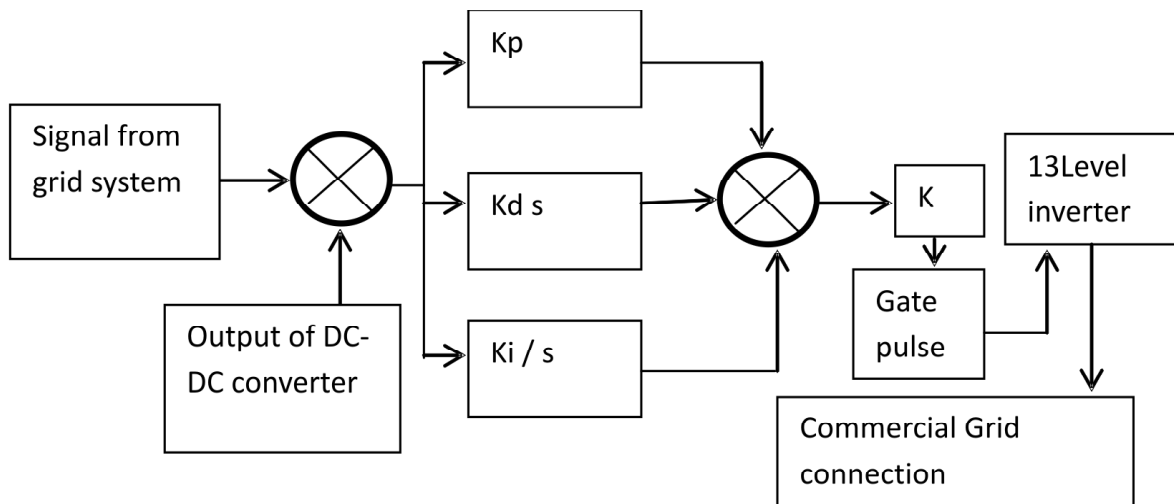 Signal from
grid system
Output of DC-
DC converter
Kp
Kd s
Ki / s
K
Gate
pulse
13Level
inverter
Commercial Grid
connection